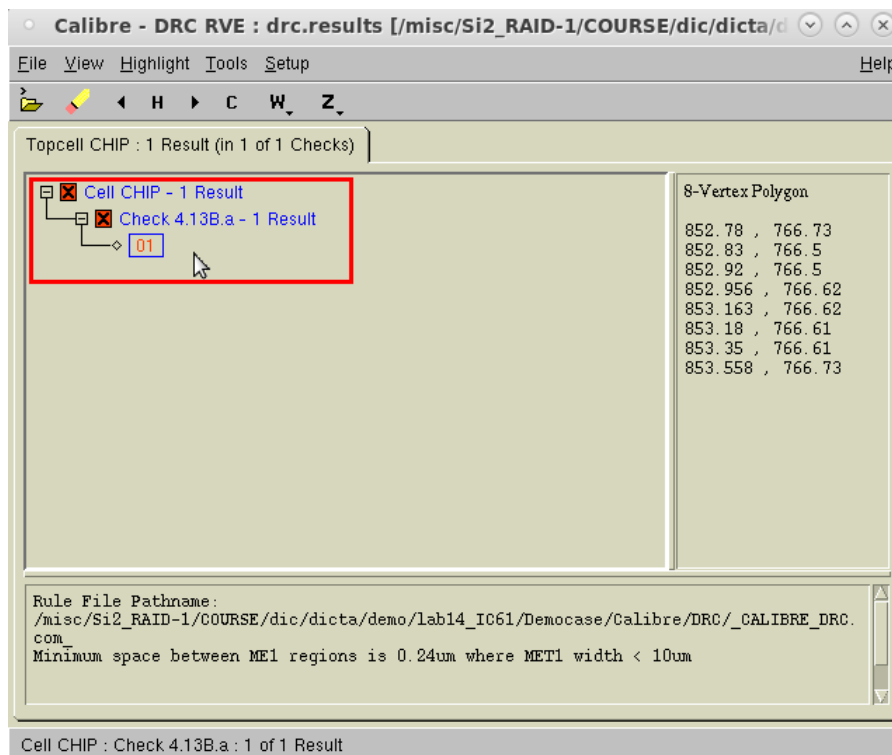 Calibre - DRC RVE : drc.results [/misc/Si2_RAID-1/COURSE/dic/dicta/d
File View Highlight Tools Setup Help
H C W Z
Topcell CHIP : 1 Result (in 1 of 1 Checks)
Cell CHIP - 1 Result
Check 4.13B.a - 1 Result
01
8-Vertex Polygon
852.78 , 766.73
852.83 , 766.5
852.92 , 766.5
852.956 , 766.62
853.163 , 766.62
853.18 , 766.61
853.35 , 766.61
853.558 , 766.73
Rule File Pathname:
/misc/Si2_RAID-1/COURSE/dic/dicta/demo/lab14_IC61/Democase/Calibre/DRC/_CALIBRE_DRC.
com_
Minimum space between ME1 regions is 0.24um where MET1 width < 10um
Cell CHIP : Check 4.13B.a : 1 of 1 Result